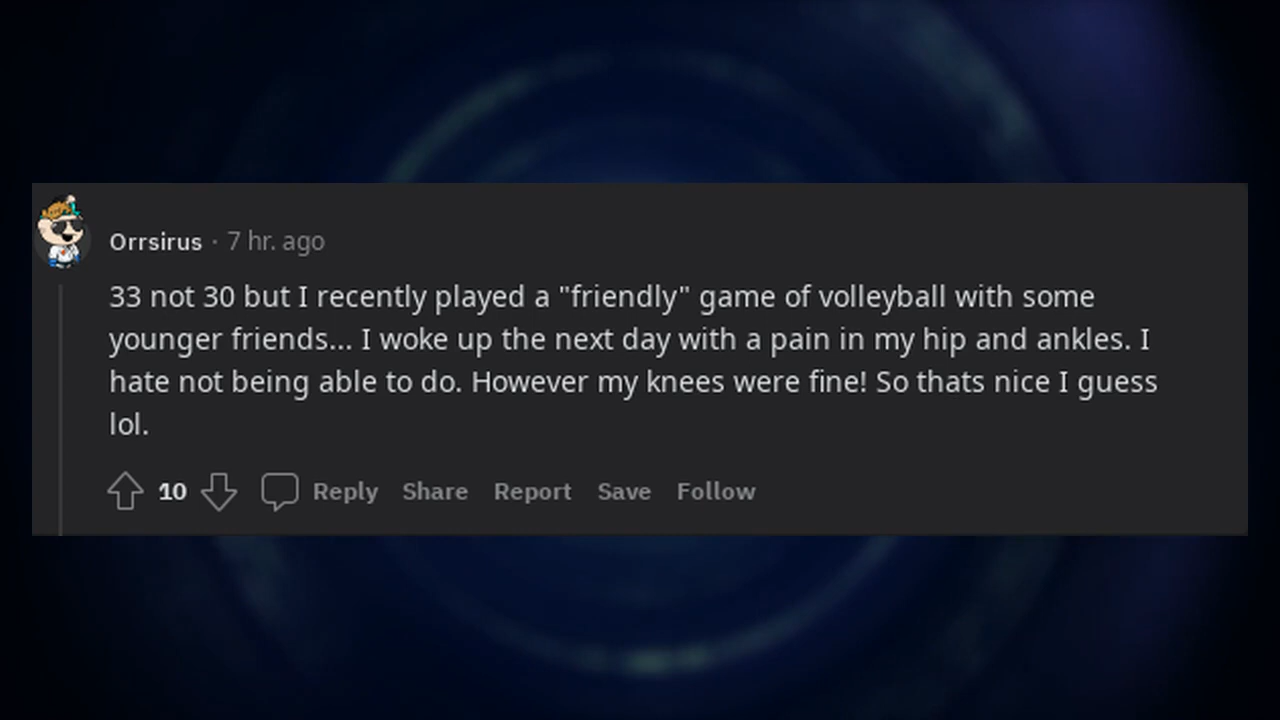 Orrsirus · 7 hr. ago
33 not 30 but I recently played a "friendly" game of volleyball with some
younger friends... I woke up the next day with a pain in my hip and ankles. I
hate not being able to do. However my knees were fine! So thats nice I guess
lol.
10 Reply Share Report Save Follow